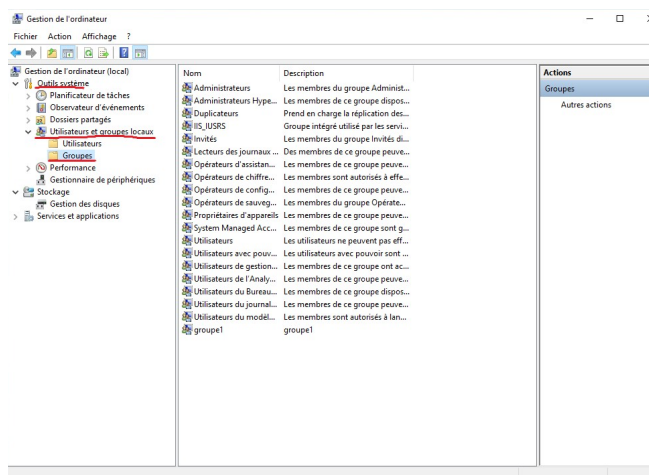 Gestion de l'ordinateur
Fichier Action Affichage ?
Gestion de l'ordinateur (local)
Outils système
Planificateur de tâches
Observateur d'événements
Dossiers partagés
Utilisateurs et groupes locaux
Utilisateurs
Groupes
Performance
Gestionnaire de périphériques
Stockage
Gestion des disques
Services et applications
Nom Description
Administrateurs Les membres du groupe Administ...
Administrateurs Hype... Les membres de ce groupe dispos...
Duplicateurs Prend en charge la réplication des...
IIS_IUSRS Groupe intégré utilisé par les servi...
Invités Les membres du groupe Invités di...
Lecteurs des journaux ... Des membres de ce groupe peuve...
Opérateurs d'assistan... Les membres de ce groupe peuve...
Opérateurs de chiffre... Les membres sont autorisés à effe...
Opérateurs de config... Les membres de ce groupe peuve...
Opérateurs de sauveg... Les membres du groupe Opérate...
Propriétaires d'appareils Les membres de ce groupe peuve...
System Managed Acc... Les membres de ce groupe sont g...
Utilisateurs Les utilisateurs ne peuvent pas eff...
Utilisateurs avec pouv... Les utilisateurs avec pouvoir sont ...
Utilisateurs de gestion... Les membres de ce groupe ont ac...
Utilisateurs de l'Analy... Les membres de ce groupe peuve...
Utilisateurs du Bureau... Les membres de ce groupe dispos...
Utilisateurs du journal... Les membres de ce groupe peuve...
Utilisateurs du modèl... Les membres sont autorisés à lan...
groupe1 groupe1
Actions
Groupes
Autres actions